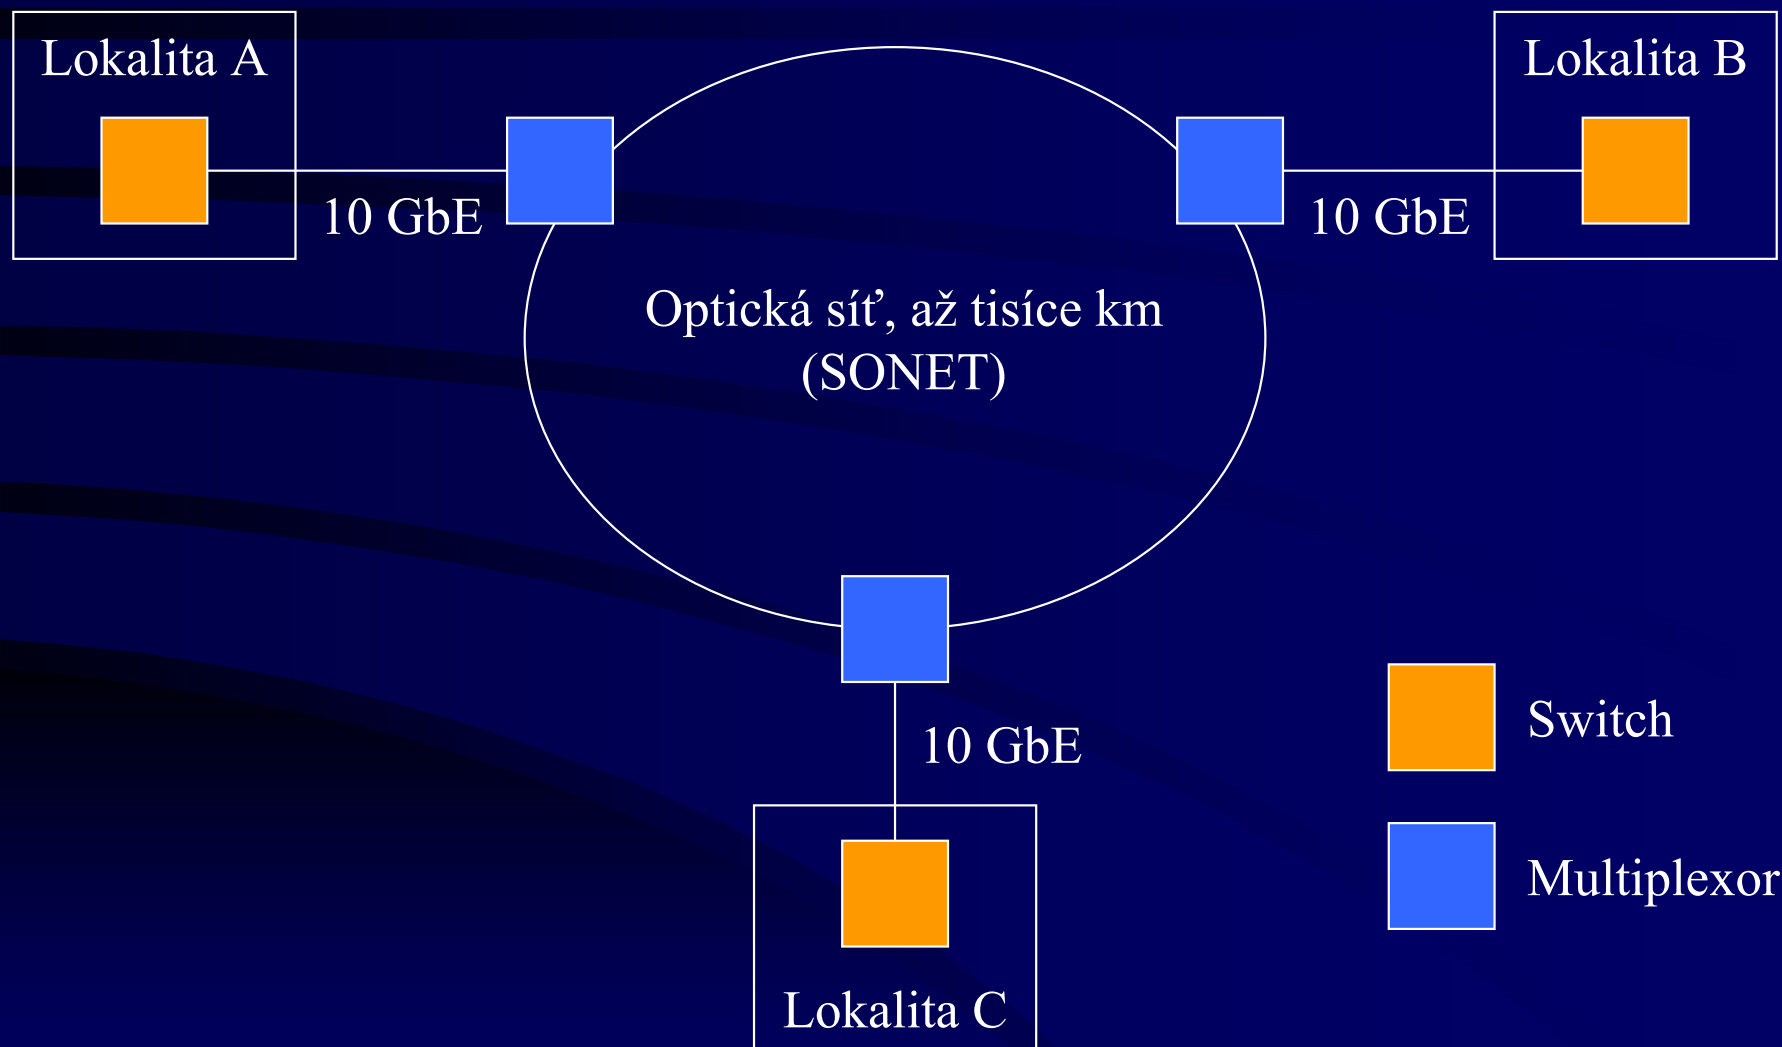 Lokalita A
Lokalita B
10 GbE
10 GbE
Optická síť, až tisíce km
(SONET)
10 GbE
Switch
Multiplexor
Lokalita C